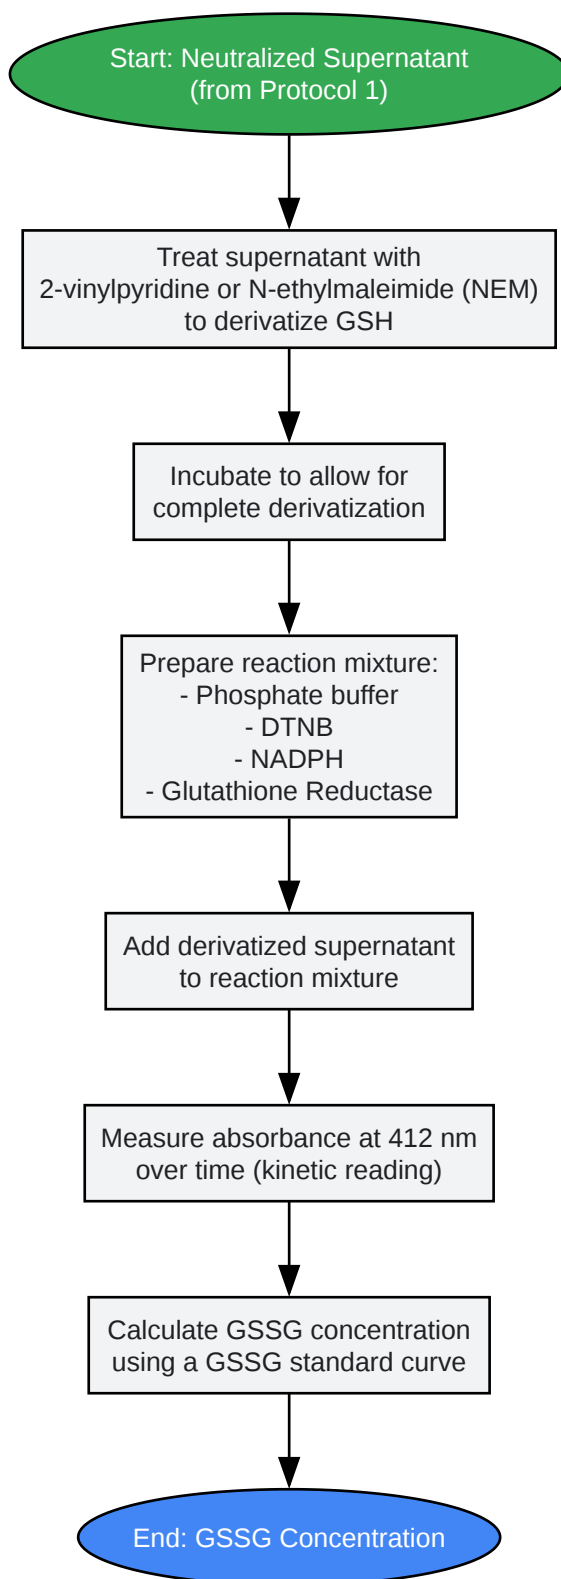 Start: Neutralized Supernatant
(from Protocol 1)
Treat supernatant with
2-vinylpyridine or N-ethylmaleimide (NEM)
to derivatize GSH
Incubate to allow for
complete derivatization
Prepare reaction mixture:
- Phosphate buffer
- DTNB
- NADPH
- Glutathione Reductase
Add derivatized supernatant
to reaction mixture
Measure absorbance at 412 nm
over time (kinetic reading)
Calculate GSSG concentration
using a GSSG standard curve
End: GSSG Concentration